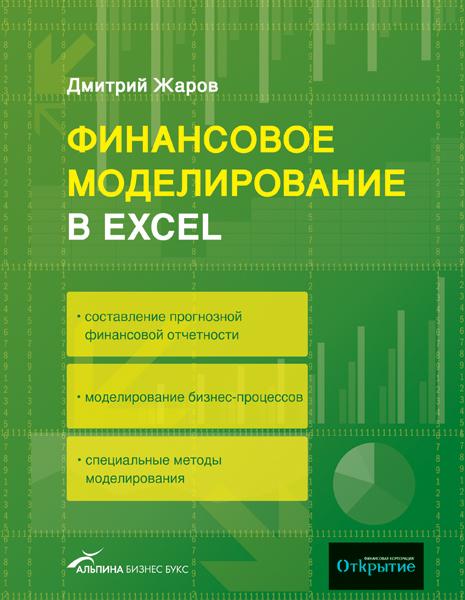 Дмитрий Жаров
ФИНАНСОВОЕ
МОДЕЛИРОВАНИЕ
В EXCEL
• составление прогнозной
финансовой отчетности
• моделирование бизнес-процессов
• специальные методы
моделирования
АЛЬПИНА БИЗНЕС БУКС
ФИНАНСОВАЯ КОРПОРАЦИЯ
Открытие